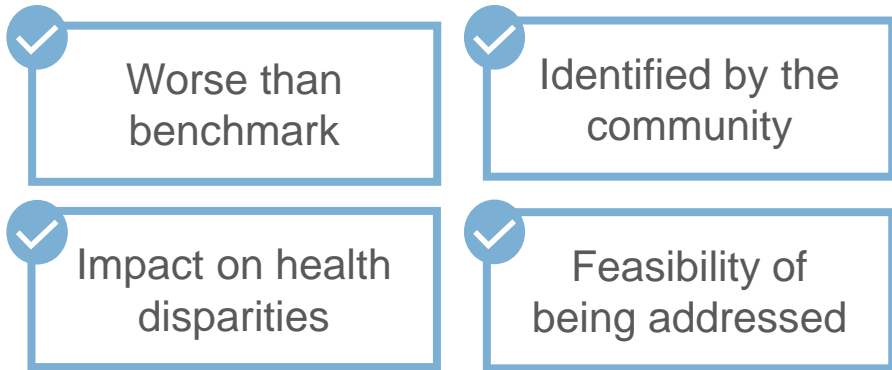 Worse than
benchmark
Identified by the
community
Impact on health
disparities
Feasibility of
being addressed